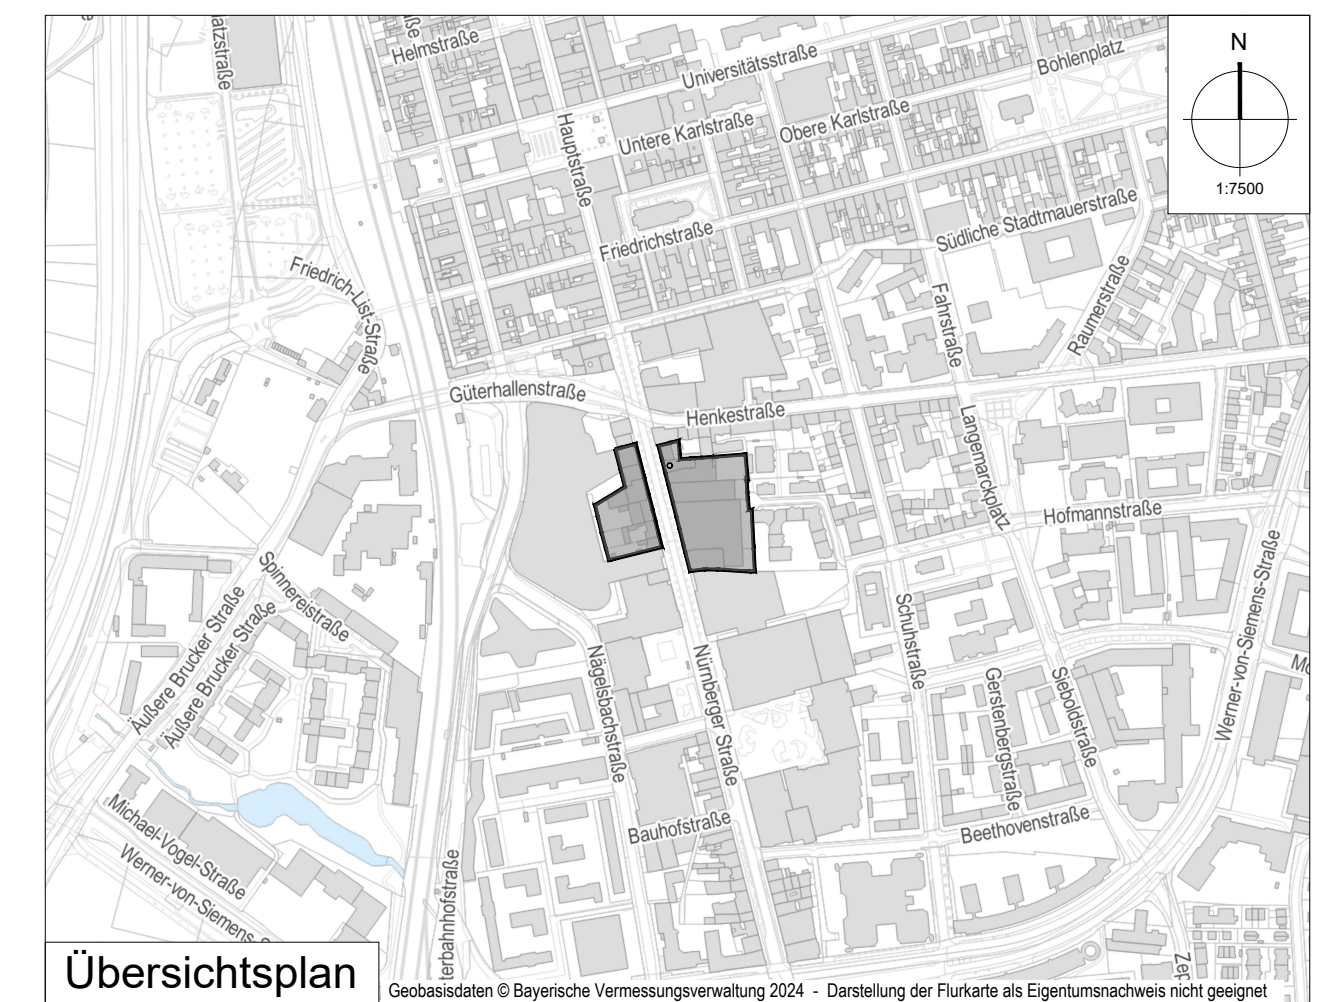 N
1:7500
Helmstraße
Universitätsstraße
Bohlenplatz
Hauptstraße
Untere Karlstraße
Obere Karlstraße
Friedrichstraße
Südliche Stadtmauerstraße
Friedrich-List-Straße
Fahrstraße
Raumerstraße
Güterhallenstraße
Henkestraße
Langemarckplatz
Hofmannstraße
Spinnereistraße
Äußere Brucker Straße
Äußere Brucker Straße
Werner-von-Siemens-Straße
Schuhstraße
Nägelsbachstraße
Nürnberger Straße
Gerstenbergstraße
Sieboldstraße
Michael-Vogel-Straße
Werner-von-Siemens-S
Bauhofstraße
Beethovenstraße
terbahnhofstraße
Zep
Übersichtsplan
Geobasisdaten © Bayerische Vermessungsverwaltung 2024 - Darstellung der Flurkarte als Eigentumsnachweis nicht geeignet